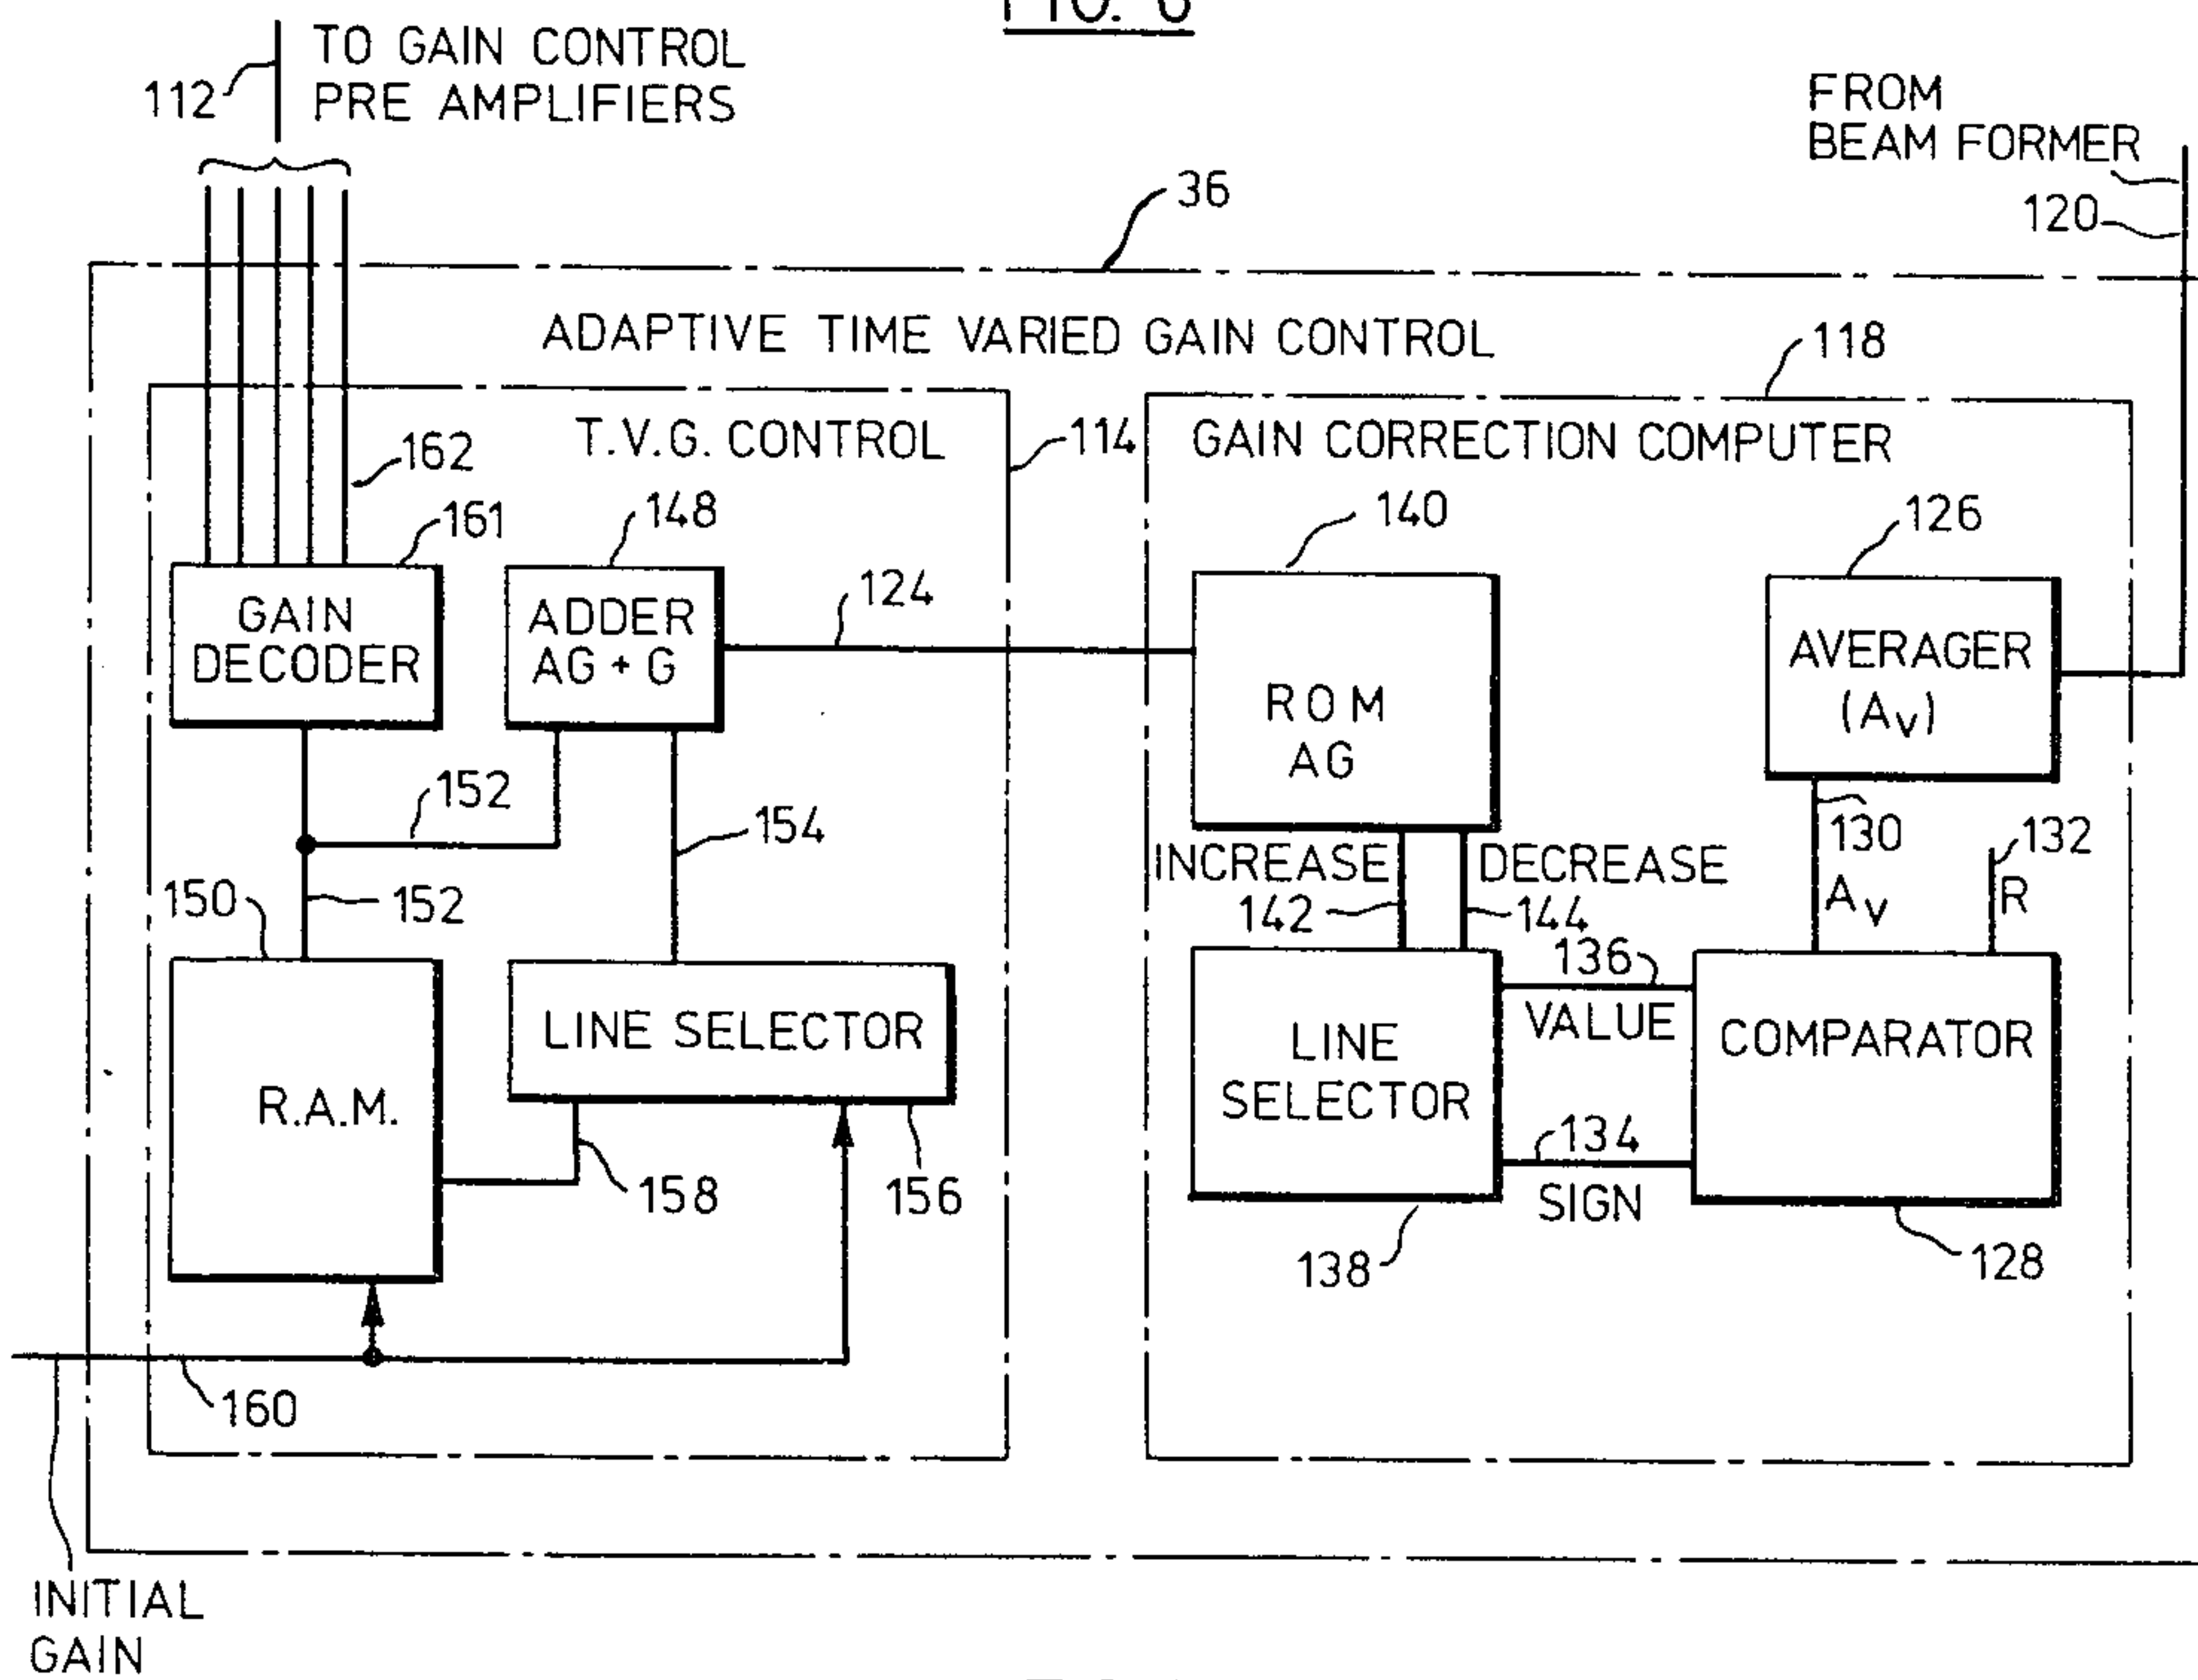 TO GAIN CONTROL
PRE AMPLIFIERS
112
FROM
BEAM FORMER
120
36
ADAPTIVE TIME VARIED GAIN CONTROL
118
T.V.G. CONTROL
114
GAIN CORRECTION COMPUTER
162
161
148
140
126
124
GAIN
DECODER
ADDER
AG + G
ROM
AG
AVERAGER
(Av)
152
154
130
132
INCREASE
142
DECREASE
144
Av
R
150
152
136
VALUE
LINE SELECTOR
LINE
SELECTOR
COMPARATOR
R.A.M.
134
SIGN
158
156
138
128
160
INITIAL
GAIN